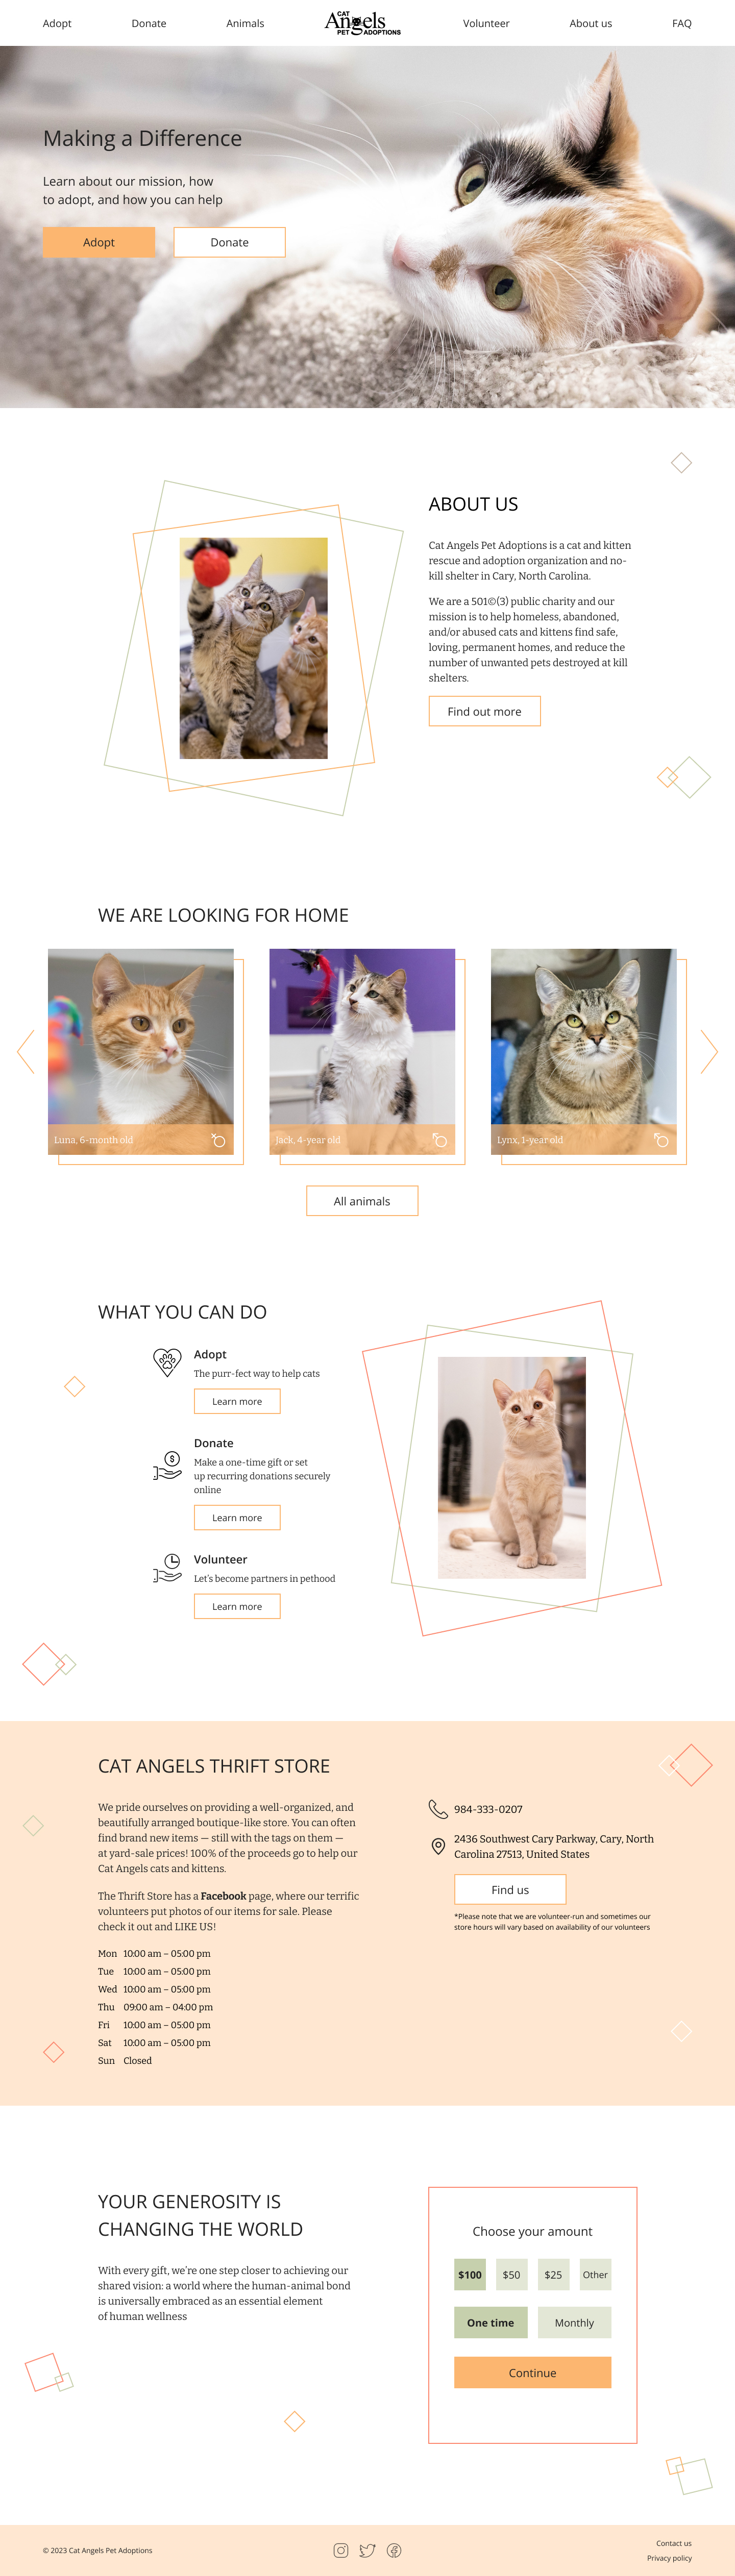 Adopt
Donate
Animals
CAT
Angels
PET ADOPTIONS
Volunteer
About us
FAQ
Making a Difference
Learn about our mission, how
to adopt, and how you can help
Adopt
Donate
ABOUT US
Cat Angels Pet Adoptions is a cat and kitten
rescue and adoption organization and no-
kill shelter in Cary, North Carolina.
We are a 501©(3) public charity and our
mission is to help homeless, abandoned,
and/or abused cats and kittens find safe,
loving, permanent homes, and reduce the
number of unwanted pets destroyed at kill
shelters.
Find out more
WE ARE LOOKING FOR HOME
Luna, 6-month old
Jack, 4-year old
Lynx, 1-year old
All animals
WHAT YOU CAN DO
Adopt
The purr-fect way to help cats
Learn more
Donate
Make a one-time gift or set
up recurring donations securely
online
Learn more
Volunteer
Let's become partners in pethood
Learn more
CAT ANGELS THRIFT STORE
We pride ourselves on providing a well-organized, and
beautifully arranged boutique-like store. You can often
find brand new items — still with the tags on them —
at yard-sale prices! 100% of the proceeds go to help our
Cat Angels cats and kittens.
The Thrift Store has a Facebook page, where our terrific
volunteers put photos of our items for sale. Please
check it out and LIKE US!
Mon 10:00 am – 05:00 pm
Tue 10:00 am – 05:00 pm
Wed 10:00 am – 05:00 pm
Thu 09:00 am – 04:00 pm
Fri 10:00 am – 05:00 pm
Sat 10:00 am – 05:00 pm
Sun Closed
984-333-0207
2436 Southwest Cary Parkway, Cary, North
Carolina 27513, United States
Find us
*Please note that we are volunteer-run and sometimes our
store hours will vary based on availability of our volunteers
YOUR GENEROSITY IS
CHANGING THE WORLD
With every gift, we're one step closer to achieving our
shared vision: a world where the human-animal bond
is universally embraced as an essential element
of human wellness
Choose your amount
$100
$50
$25
Other
One time
Monthly
Continue
© 2023 Cat Angels Pet Adoptions
Contact us
Privacy policy